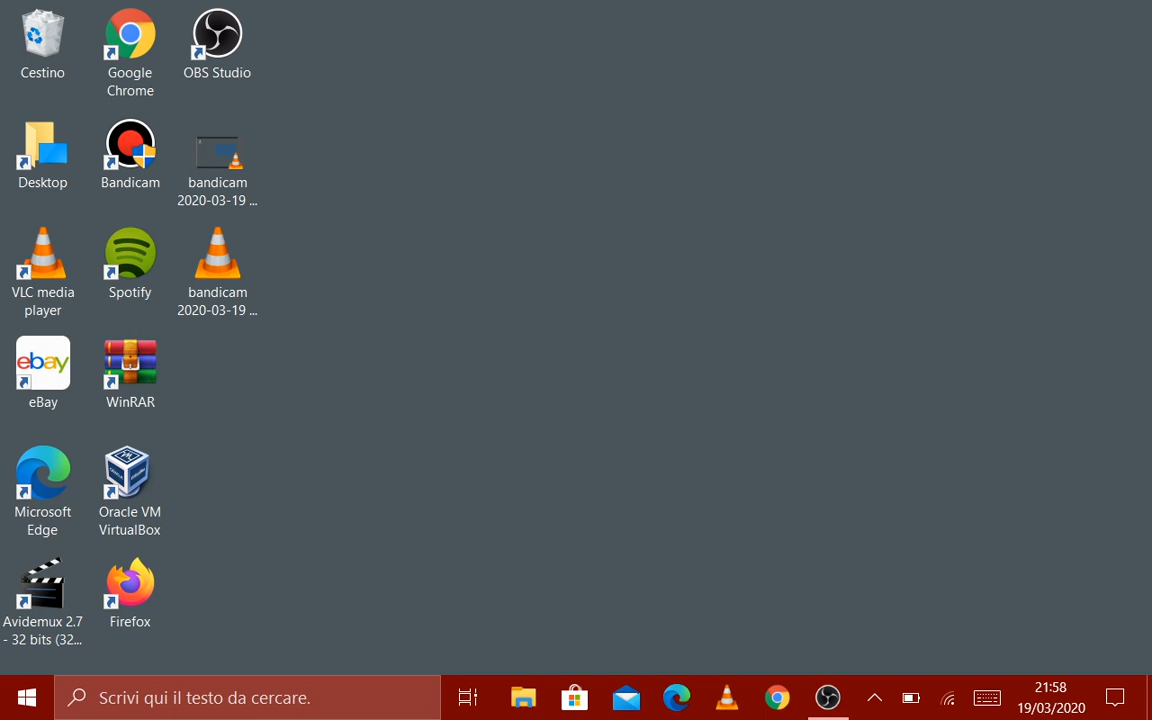 Cestino
Google
Chrome
OBS Studio
Desktop
Bandicam
bandicam
2020-03-19 ...
VLC media
player
Spotify
bandicam
2020-03-19 ...
ebay
eBay
WinRAR
Microsoft
Edge
Oracle VM
VirtualBox
Avidemux 2.7
- 32 bits (32...
Firefox
Scrivi qui il testo da cercare.
21:58
19/03/2020